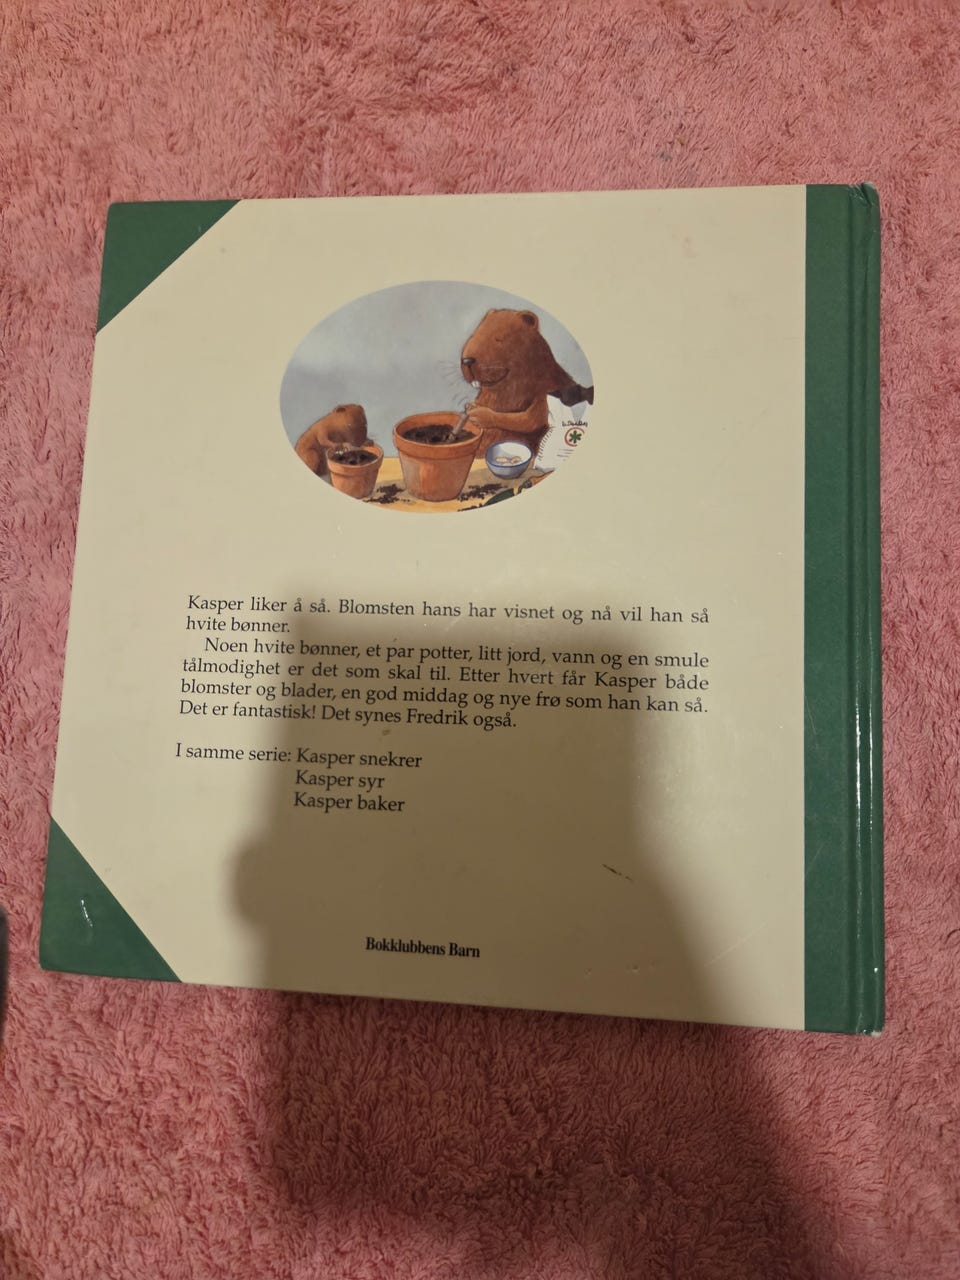 Kasper liker å så. Blomsten hans har visnet og nå vil han så
hvite bønner.
Noen hvite bønner, et par potter, litt jord, vann og en smule
tålmodighet er det som skal til. Etter hvert får Kasper både
blomster og blader, en god middag og nye frø som han kan så.
Det er fantastisk! Det synes Fredrik også.
I samme serie: Kasper snekrer
Kasper syr
Kasper baker
Bokklubbens Barn